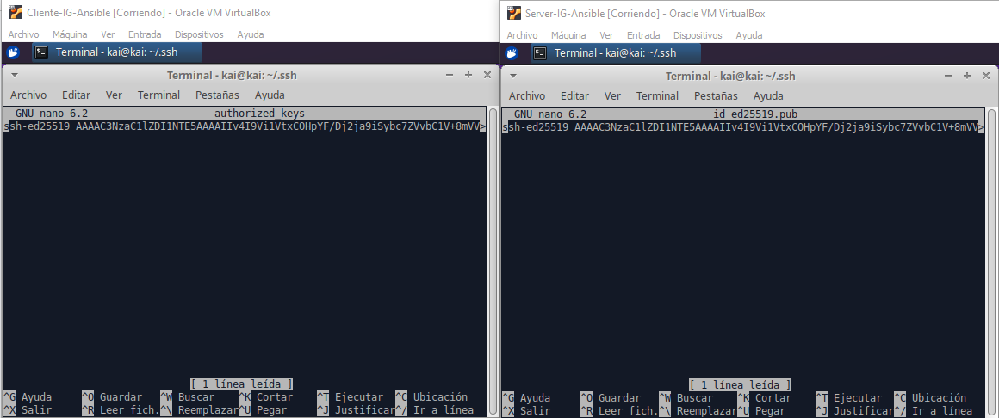 Cliente-IG-Ansible [Corriendo] - Oracle VM VirtualBox
Archivo Máquina Ver Entrada Dispositivos Ayuda
Terminal - kai@kai: ~/.ssh
Terminal - kai@kai: ~/.ssh
Archivo Editar Ver Terminal Pestañas Ayuda
GNU nano 6.2 authorized_keys
ssh-ed25519 AAAAC3NzaC1lZDI1NTE5AAAAIIv4I9Vi1VtxCOHpYF/Dj2ja9iSybc7ZVvbC1V+8mVV>
[ 1 línea leída ]
^G Ayuda ^O Guardar ^W Buscar ^K Cortar ^T Ejecutar ^C Ubicación
^X Salir ^R Leer fich. ^\ Reemplazar ^U Pegar ^J Justificar ^/ Ir a línea
Server-IG-Ansible [Corriendo] - Oracle VM VirtualBox
Archivo Máquina Ver Entrada Dispositivos Ayuda
Terminal - kai@kai: ~/.ssh
Terminal - kai@kai: ~/.ssh
Archivo Editar Ver Terminal Pestañas Ayuda
GNU nano 6.2 id_ed25519.pub
ssh-ed25519 AAAAC3NzaC1lZDI1NTE5AAAAIIv4I9Vi1VtxCOHpYF/Dj2ja9iSybc7ZVvbC1V+8mVV>
[ 1 línea leída ]
^G Ayuda ^O Guardar ^W Buscar ^K Cortar ^T Ejecutar ^C Ubicación
^X Salir ^R Leer fich. ^\ Reemplazar ^U Pegar ^J Justificar ^/ Ir a línea